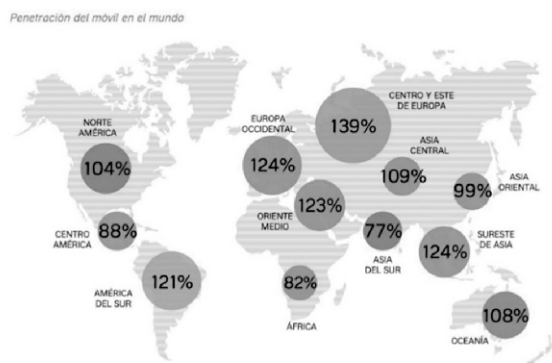 Penetración del móvil en el mundo
NORTE
AMÉRICA
104%
CENTRO
AMÉRICA
88%
AMÉRICA
DEL SUR
121%
EUROPA
OCCIDENTAL
124%
CENTRO Y ESTE
DE EUROPA
139%
ORIENTE
MEDIO
123%
ÁFRICA
82%
ASIA
CENTRAL
109%
ASIA
DEL SUR
77%
ASIA
ORIENTAL
99%
SURESTE
DE ASIA
124%
OCEANÍA
108%